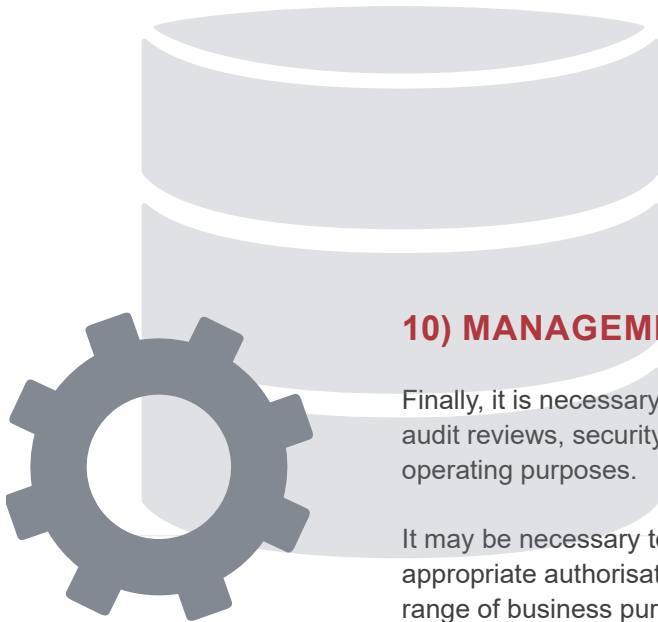 10) MANAGEM
Finally, it is necessary
audit reviews, security
operating purposes.
It may be necessary to
appropriate authorisat
range of business pur